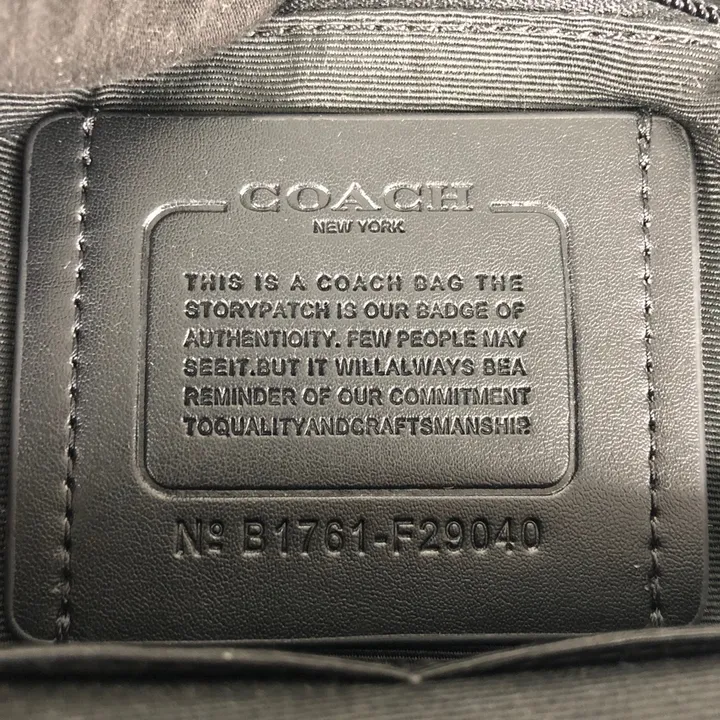 COACH
NEW YORK
THIS IS A COACH BAG THE
STORYPATCH IS OUR BADGE OF
AUTHENTIOITY. FEW PEOPLE MAY
SEEIT.BUT IT WILLALWAYS BEA
REMINDER OF OUR COMMITMENT
TOQUALITYANDCRAFTSMANSHIP.
Nº B1761-F29040